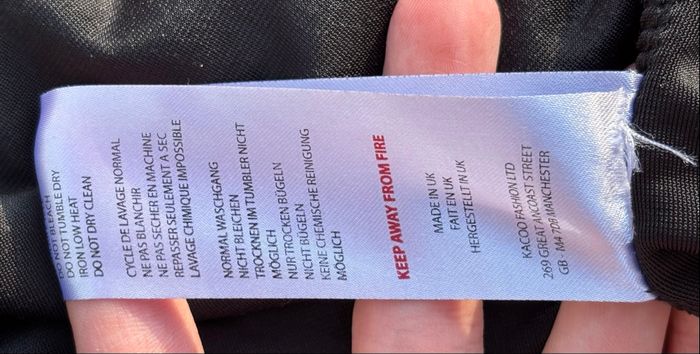 DO NOT BLEACH
DO NOT TUMBLE DRY
IRON LOW HEAT
DO NOT DRY CLEAN
CYCLE DE LAVAGE NORMAL
NE PAS BLANCHIR
NE PAS SECHER EN MACHINE
REPASSER SEULEMENT A SEC
LAVAGE CHIMIQUE IMPOSSIBLE
NORMAL WASCHGANG
NICHT BLEICHEN
TROCKNEN IM TUMBLER NICHT
MÖGLICH
NUR TROCKEN BÜGELN
NICHT BÜGELN
KEINE CHEMISCHE REINIGUNG
MÖGLICH
KEEP AWAY FROM FIRE
MADE IN UK
FAIT EN UK
HERGESTELLT IN UK
KACOO FASHION LTD
269 GREAT ANCOAST STREET
GB - M4 7DB MANCHESTER